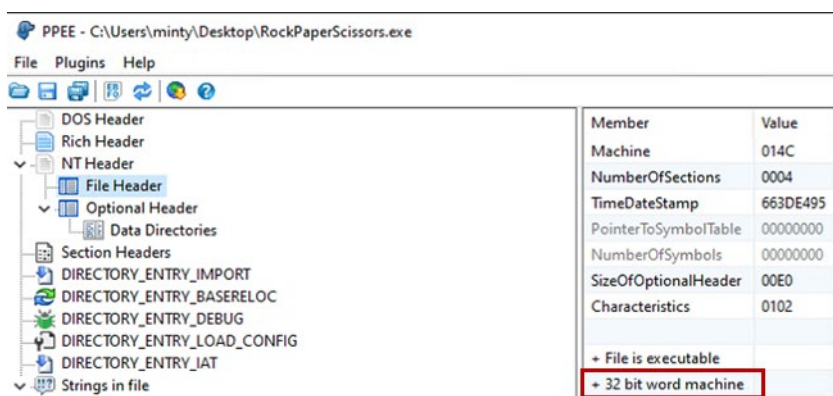 PPEE - C:\Users\minty\Desktop\RockPaperScissors.exe
File Plugins Help
DOS Header
Rich Header
NT Header
File Header
Optional Header
Data Directories
Section Headers
DIRECTORY_ENTRY_IMPORT
DIRECTORY_ENTRY_BASERELOC
DIRECTORY_ENTRY_DEBUG
DIRECTORY_ENTRY_LOAD_CONFIG
DIRECTORY_ENTRY_IAT
Strings in file
Member Value
Machine 014C
NumberOfSections 0004
TimeDateStamp 663DE495
PointerToSymbolTable 00000000
NumberOfSymbols 00000000
SizeOfOptionalHeader 00E0
Characteristics 0102
+ File is executable
+ 32 bit word machine